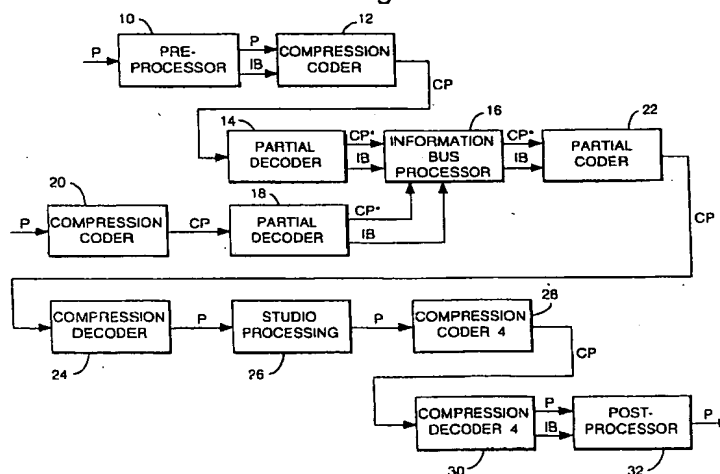 10
12
P
PRE-
PROCESSOR
P
IB
COMPRESSION
CODER
CP
14
16
22
PARTIAL
DECODER
CP*
IB
INFORMATION
BUS
PROCESSOR
CP*
IB
PARTIAL
CODER
CP
20
18
P
COMPRESSION
CODER
CP
PARTIAL
DECODER
CP*
IB
28
COMPRESSION
DECODER
P
STUDIO
PROCESSING
P
COMPRESSION
CODER 4
CP
24
26
COMPRESSION
DECODER 4
P
IB
POST-
PROCESSOR
P
30
32